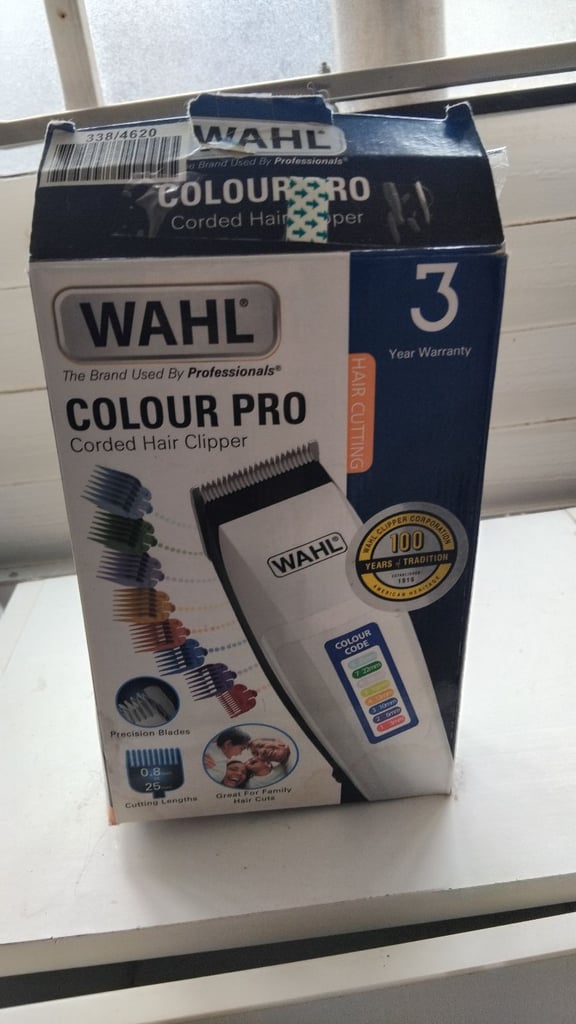 338/4620
WAHL®
The Brand Used By Professionals®
COLOUR PRO
Corded Hair
WAHL®
The Brand Used By Professionals®
COLOUR PRO
Corded Hair Clipper
3
Year Warranty
HAIR CUTTING
WAHL
WAHL CLIPPER CORPORATION
100
YEARS of TRADITION
ESTABLISHED
1919
AMERICAN HERITAGE
COLOUR
CODE
Precision Blades
0.8
25
Cutting Lengths
Great For Family
Hair Cuts